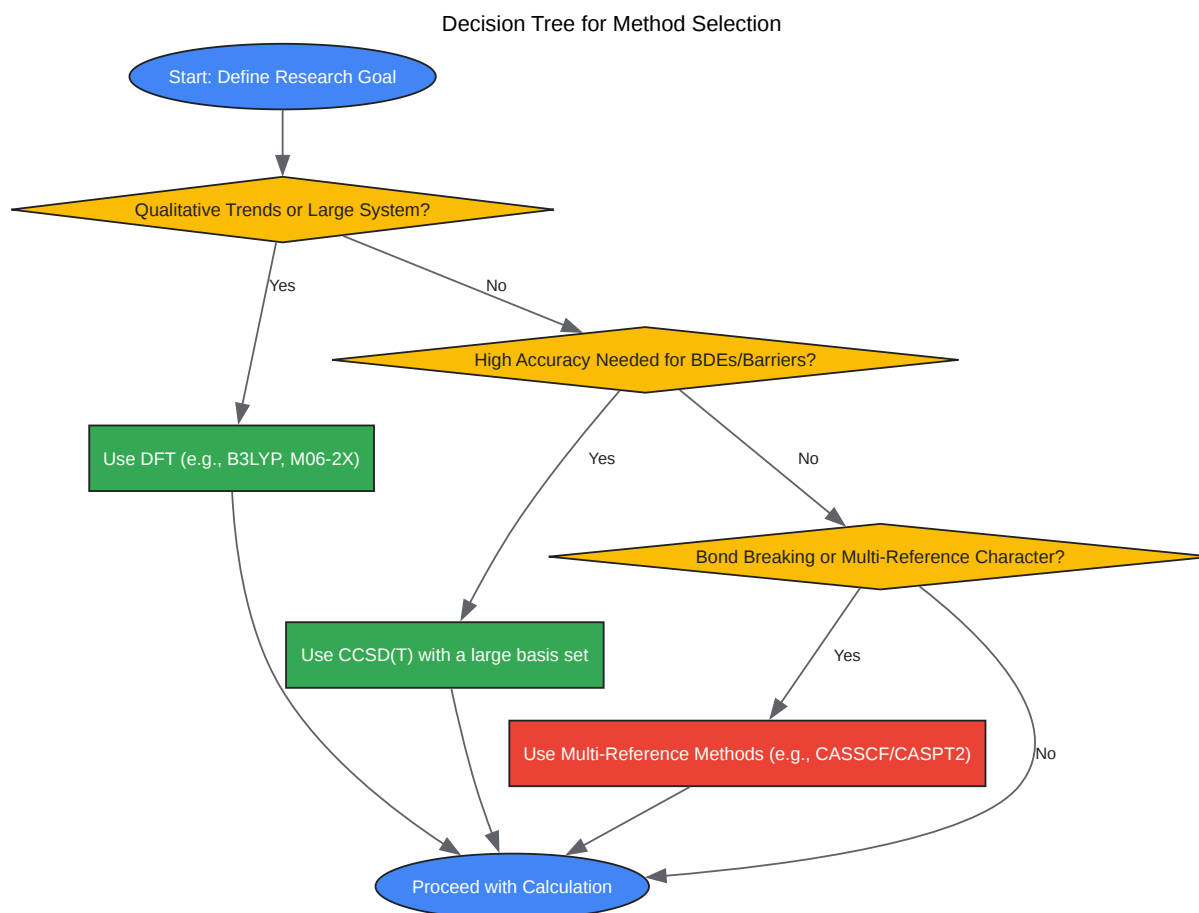 Decision Tree for Method Selection
Start: Define Research Goal
Qualitative Trends or Large System?
Yes
No
High Accuracy Needed for BDEs/Barriers?
Use DFT (e.g., B3LYP, M06-2X)
Yes
No
Bond Breaking or Multi-Reference Character?
Use CCSD(T) with a large basis set
Yes
Use Multi-Reference Methods (e.g., CASSCF/CASPT2)
No
Proceed with Calculation